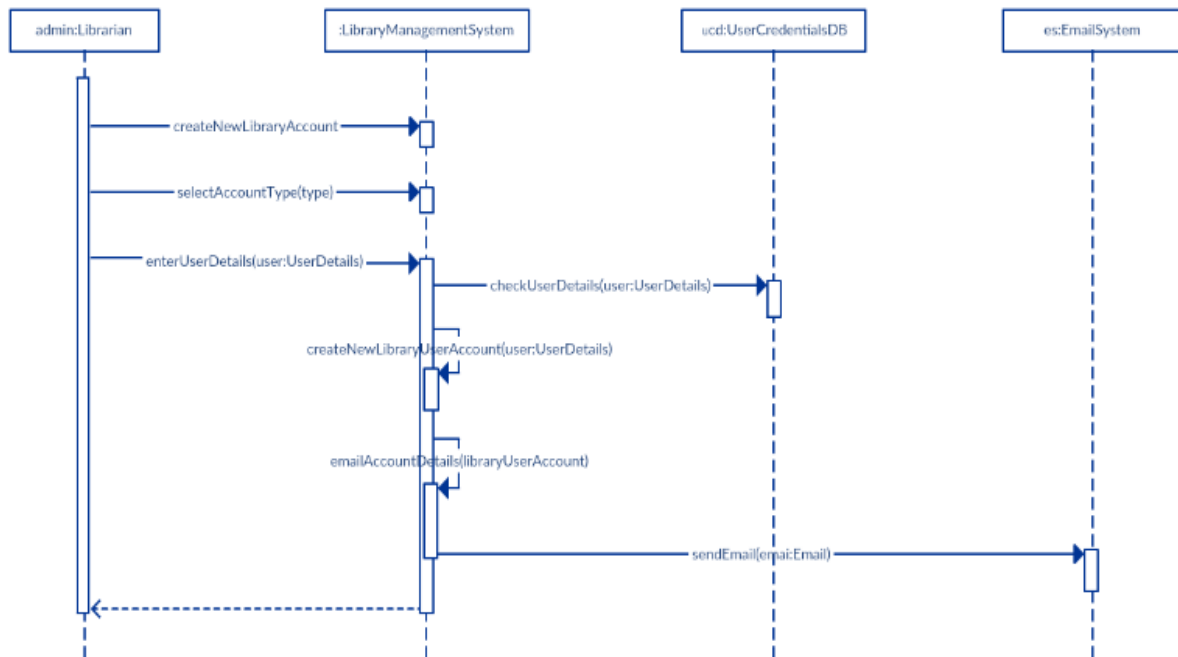 admin:Librarian
:LibraryManagementSystem
ucd:UserCredentialsDB
es:EmailSystem
createNewLibraryAccount
selectAccountType(type)
enterUserDetails(user:UserDetails)
checkUserDetails(user:UserDetails)
createNewLibraryUserAccount(user:UserDetails)
emailAccountDetails(libraryUserAccount)
sendEmail(emai:Email)